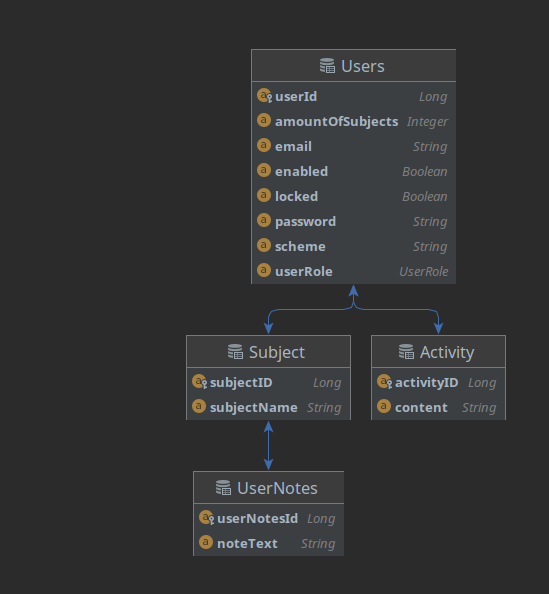 Users
userId Long
amountOfSubjects Integer
email String
enabled Boolean
locked Boolean
password String
scheme String
userRole UserRole
Subject
subjectID Long
subjectName String
Activity
activityID Long
content String
UserNotes
userNotesId Long
noteText String